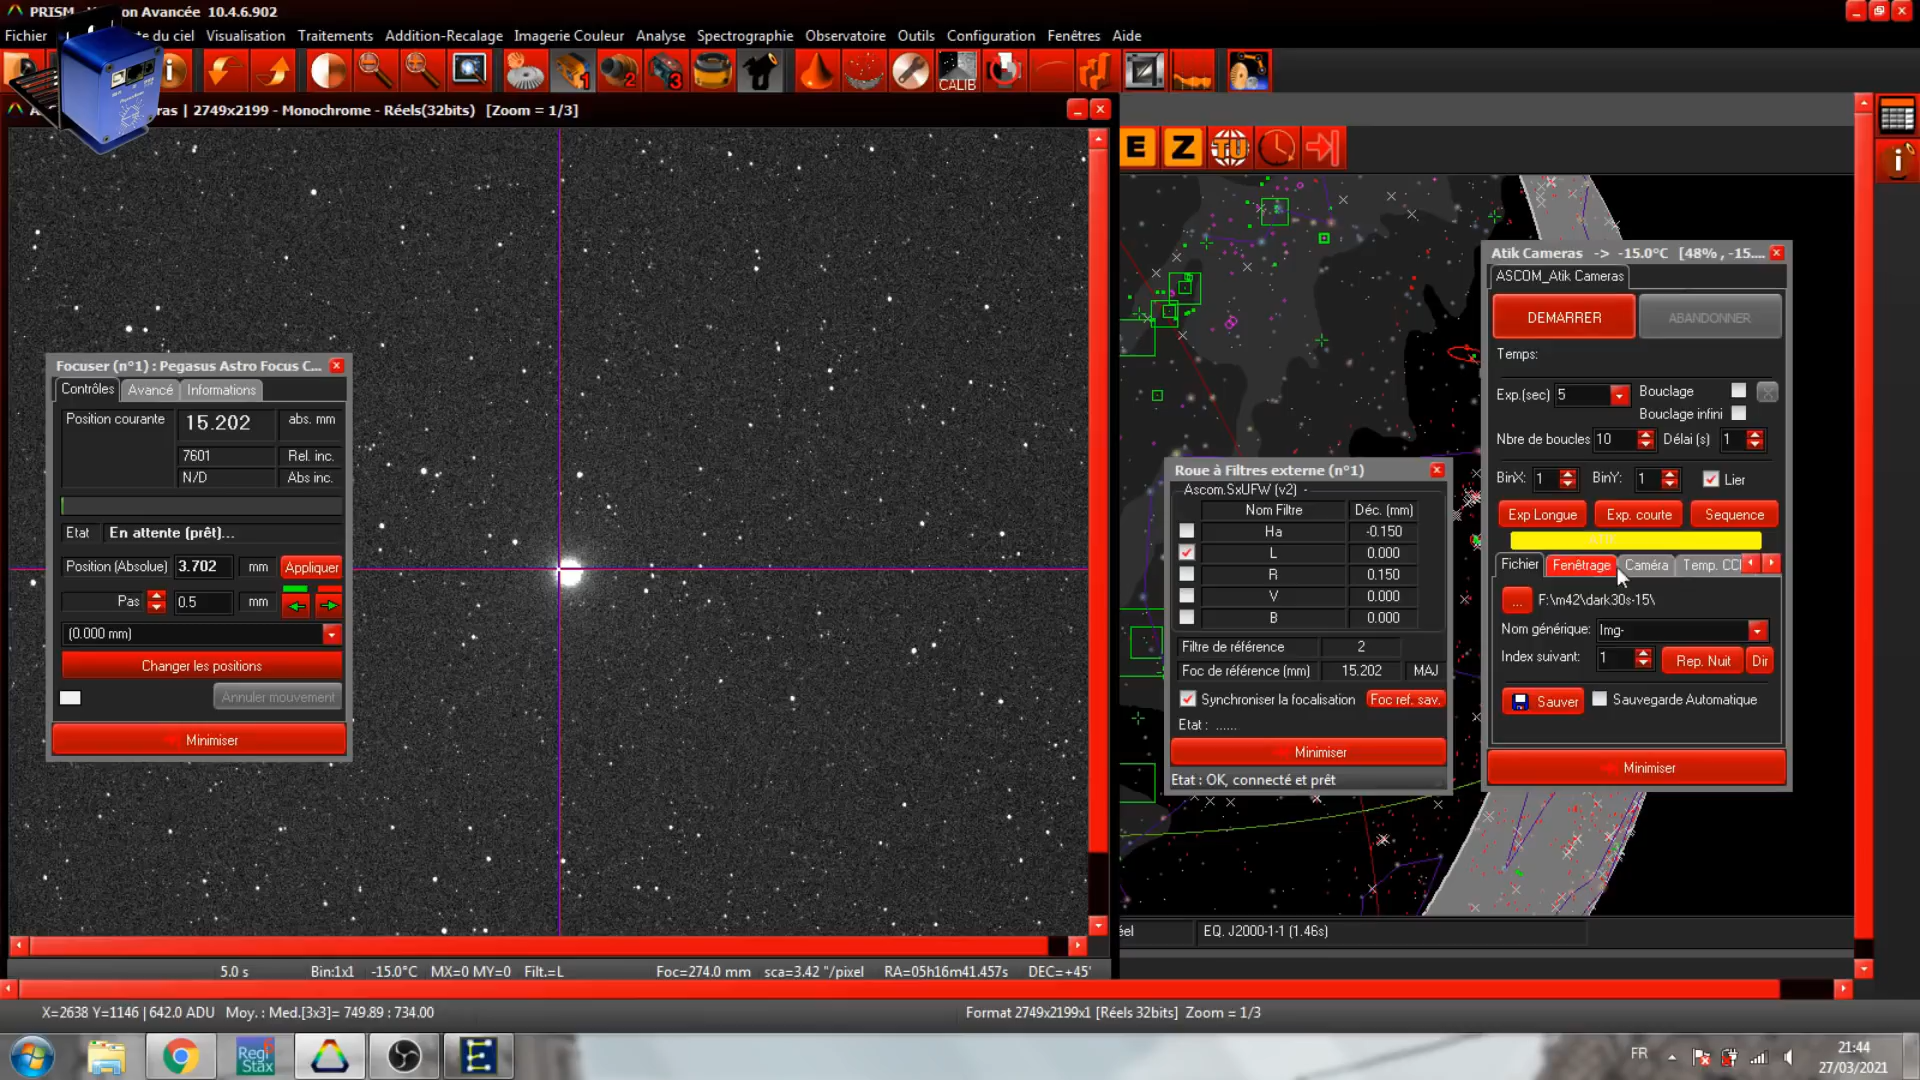 PRISM
on Avancée 10.4.6.902
Fichier
te du ciel Visualisation Traitements Addition-Recalage Imagerie Couleur Analyse Spectrographie Observatoire Outils Configuration Fenêtres Aide
1 2 3 CALIB
ras | 2749x2199 - Monochrome - Réels(32bits) [Zoom = 1/3]
E Z TU
Focuser (n°1) : Pegasus Astro Focus C...
Contrôles Avancé Informations
Position courante 15.202 abs. mm
7601 Rel. inc.
N/D Abs inc.
Etat En attente (prêt)...
Position (Absolue) 3.702 mm Appliquer
Pas 0.5 mm
(0.000 mm)
Changer les positions
Annuler mouvement
Minimiser
Roue à Filtres externe (n°1)
Ascom.SxUFW (v2) -
Nom Filtre Déc. (mm)
Ha -0.150
L 0.000
R 0.150
V 0.000
B 0.000
Filtre de référence 2
Foc de référence (mm) 15.202 MAJ
Synchroniser la focalisation Foc ref. sav.
Etat : ......
Minimiser
Etat : OK, connecté et prêt
Atik Cameras -> -15.0°C [48% , -15....
ASCOM_Atik Cameras
DEMARRER ABANDONNER
Temps:
Exp.(sec) 5 Bouclage
Bouclage infini
Nbre de boucles 10 Délai (s) 1
BinX: 1 BinY: 1 Lier
Exp Longue Exp. courte Sequence
ATIK
Fichier Fenêtrage Caméra Temp. CC
... F:\m42\dark30s-15\
Nom générique: Img-
Index suivant: 1 Rep. Nuit Dir
Sauver Sauvegarde Automatique
Minimiser
éel EQ. J2000-1-1 (1.46s)
5.0 s Bin:1x1 -15.0°C MX=0 MY=0 Filt.=L Foc=274.0 mm sca=3.42 "/pixel RA=05h16m41.457s DEC=+45'
X=2638 Y=1146 | 642.0 ADU Moy. : Med.[3x3]= 749.89 : 734.00 Format 2749x2199x1 [Réels 32bits] Zoom = 1/3
Regi
Stax
6
FR
21:44
27/03/2021